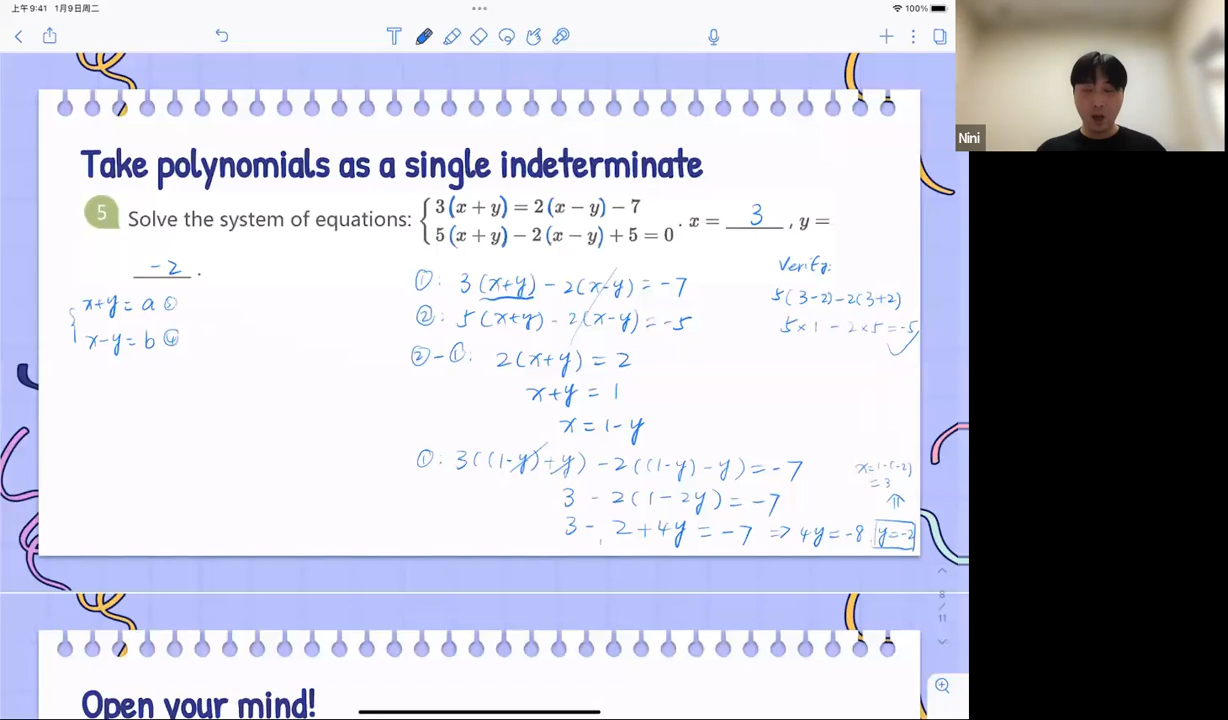 上午9:41 1月9日周二
100%
Nini
Take polynomials as a single indeterminate
5 Solve the system of equations: { 3(x + y) = 2(x − y) − 7
5(x + y) − 2(x − y) + 5 = 0 . x = 3 , y =
-2 .
x+y = a ③
x-y = b ④
①: 3(x+y) - 2(x-y) = -7
②: 5(x+y) - 2(x-y) = -5
②-①: 2(x+y) = 2
x+y = 1
x = 1-y
①: 3((1-y)+y) - 2((1-y)-y) = -7
3 - 2(1-2y) = -7
3 - 2+4y = -7 => 4y = -8 y=-2
x=1-(-2)
=3
Verify:
5(3-2)-2(3+2)
5×1 - 2×5 = -5 ✓
8
/
11
Open your mind!